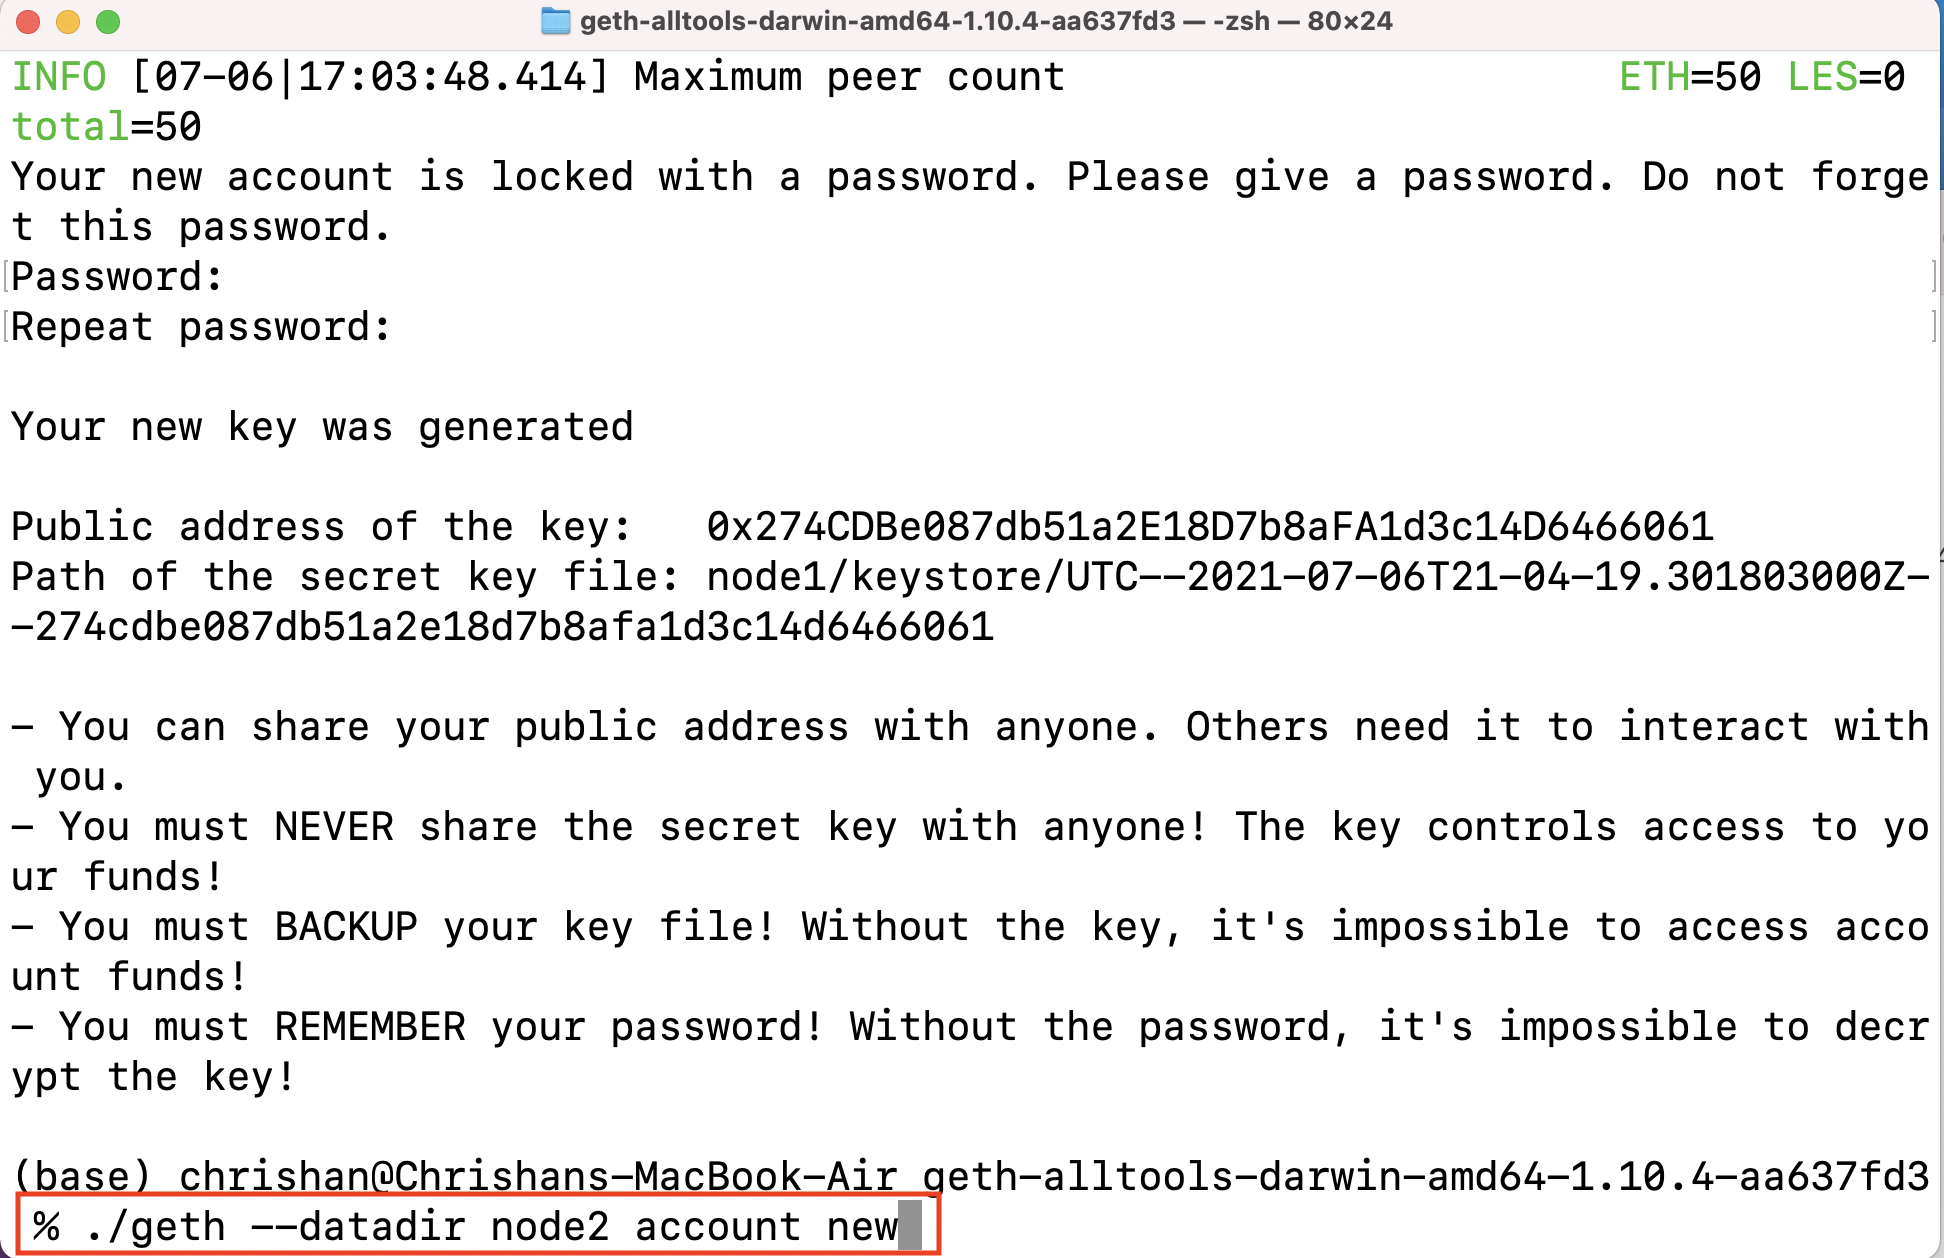 geth-alltools-darwin-amd64-1.10.4-aa637fd3 — -zsh — 80×24
INFO [07-06|17:03:48.414] Maximum peer count                       ETH=50 LES=0
total=50
Your new account is locked with a password. Please give a password. Do not forge
t this password.
[Password: ]
[Repeat password: ]
Your new key was generated
Public address of the key:   0x274CDBe087db51a2E18D7b8aFA1d3c14D6466061
Path of the secret key file: node1/keystore/UTC--2021-07-06T21-04-19.301803000Z-
-274cdbe087db51a2e18d7b8afa1d3c14d6466061
- You can share your public address with anyone. Others need it to interact with
 you.
- You must NEVER share the secret key with anyone! The key controls access to yo
ur funds!
- You must BACKUP your key file! Without the key, it's impossible to access acco
unt funds!
- You must REMEMBER your password! Without the password, it's impossible to decr
ypt the key!
(base) chrishan@Chrishans-MacBook-Air geth-alltools-darwin-amd64-1.10.4-aa637fd3
 % ./geth --datadir node2 account new